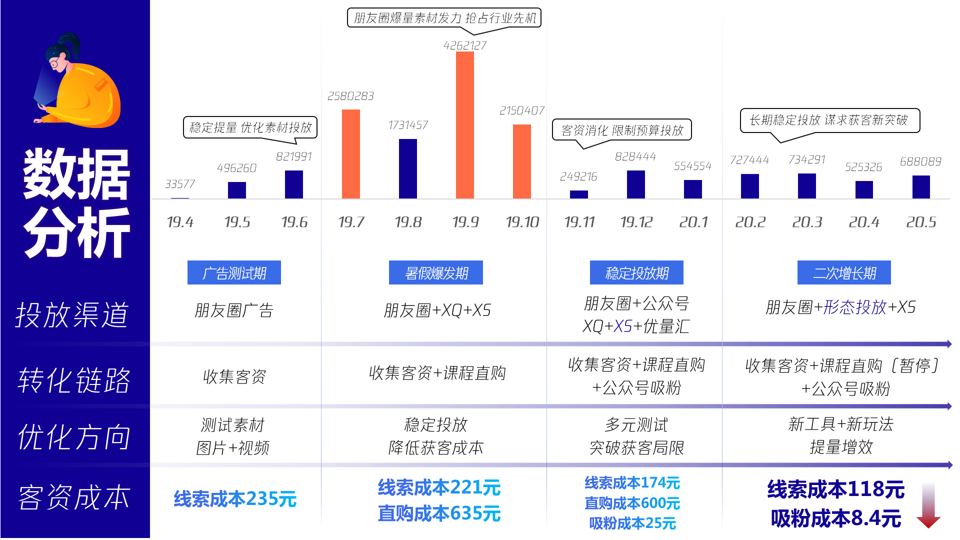 数据
分析
朋友圈爆量素材发力 抢占行业先机
4262127
2580283
2150407
1731457
稳定提量 优化素材投放
821991
496260
33577
客资消化 限制预算投放
828444
249216
554554
长期稳定投放 谋求获客新突破
727444
734291
525326
688089
19.4
19.5
19.6
19.7
19.8
19.9
19.10
19.11
19.12
20.1
20.2
20.3
20.4
20.5
广告测试期
暑假爆发期
稳定投放期
二次增长期
投放渠道
朋友圈广告
朋友圈+XQ+XS
朋友圈+公众号
XQ+XS+优量汇
朋友圈+形态投放+XS
转化链路
收集客资
收集客资+课程直购
收集客资+课程直购
+公众号吸粉
收集客资+课程直购（暂停）
+公众号吸粉
优化方向
测试素材
图片+视频
稳定投放
降低获客成本
多元测试
突破获客局限
新工具+新玩法
提量增效
客资成本
线索成本235元
线索成本221元
直购成本635元
线索成本174元
直购成本600元
吸粉成本25元
线索成本118元
吸粉成本8.4元